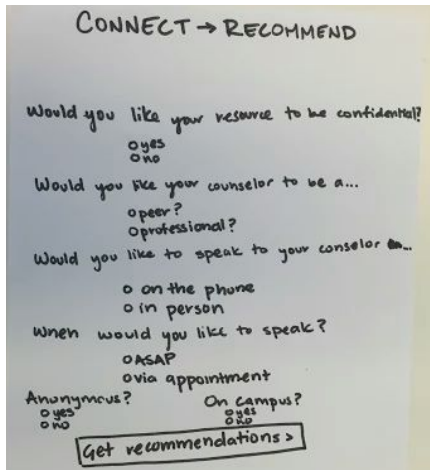 CONNECT → RECOMMEND
Would you like your resource to be confidential?
o yes
o no
Would you like your counselor to be a...
o peer?
o professional?
Would you like to speak to your conselor ...
o on the phone
o in person
When would you like to speak?
o ASAP
o via appointment
Anonymous? On campus?
o yes o yes
o no o no
Get recommendations >